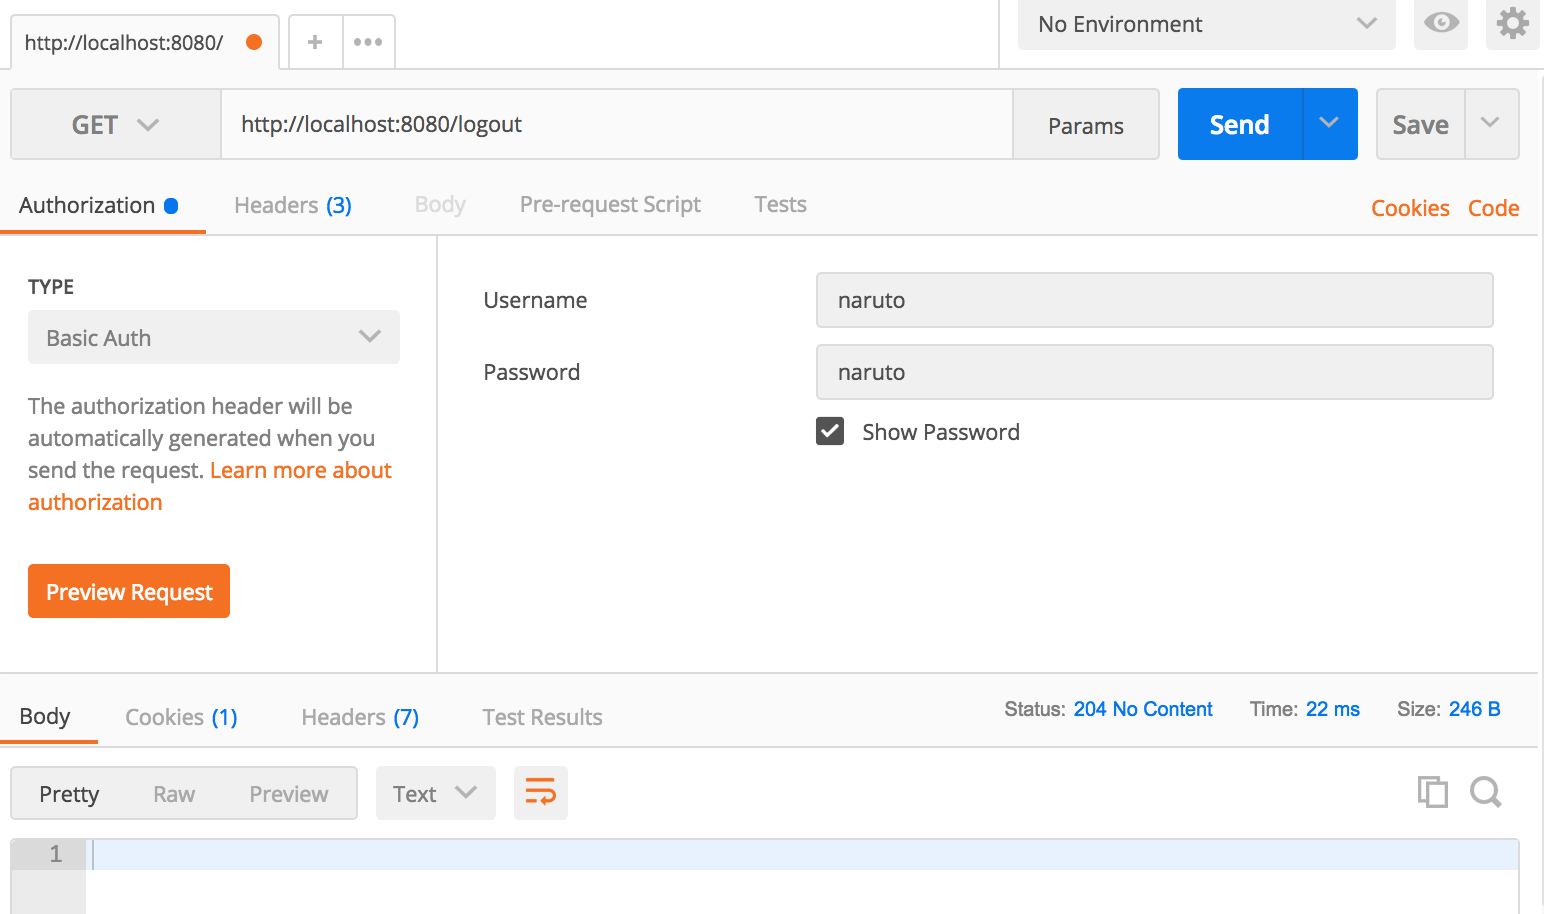 http://localhost:8080/
No Environment
GET http://localhost:8080/logout Params Send Save
Authorization Headers (3) Body Pre-request Script Tests Cookies Code
TYPE
Basic Auth
The authorization header will be
automatically generated when you
send the request. Learn more about
authorization
Preview Request
Username naruto
Password naruto
Show Password
Body Cookies (1) Headers (7) Test Results Status: 204 No Content Time: 22 ms Size: 246 B
Pretty Raw Preview Text
1